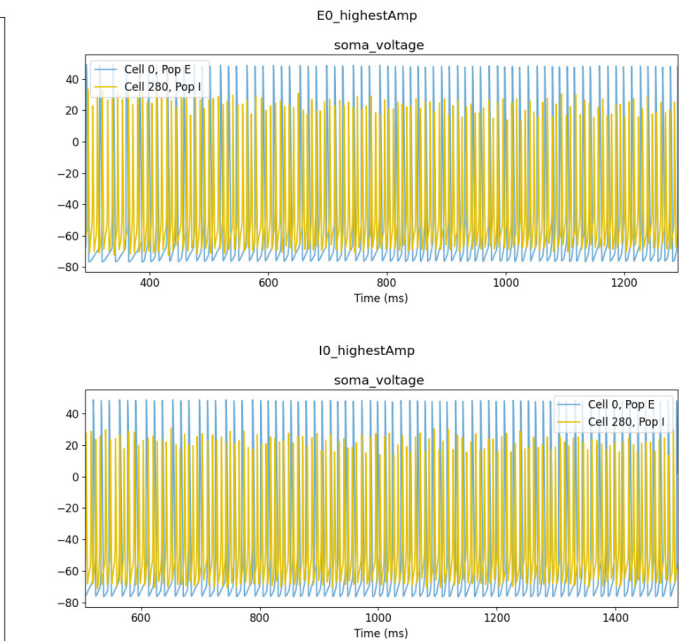 E0_highestAmp
soma_voltage
Cell 0, Pop E
Cell 280, Pop I
40
20
0
−20
−40
−60
−80
400 600 800 1000 1200
Time (ms)
I0_highestAmp
soma_voltage
Cell 0, Pop E
Cell 280, Pop I
40
20
0
−20
−40
−60
−80
600 800 1000 1200 1400
Time (ms)